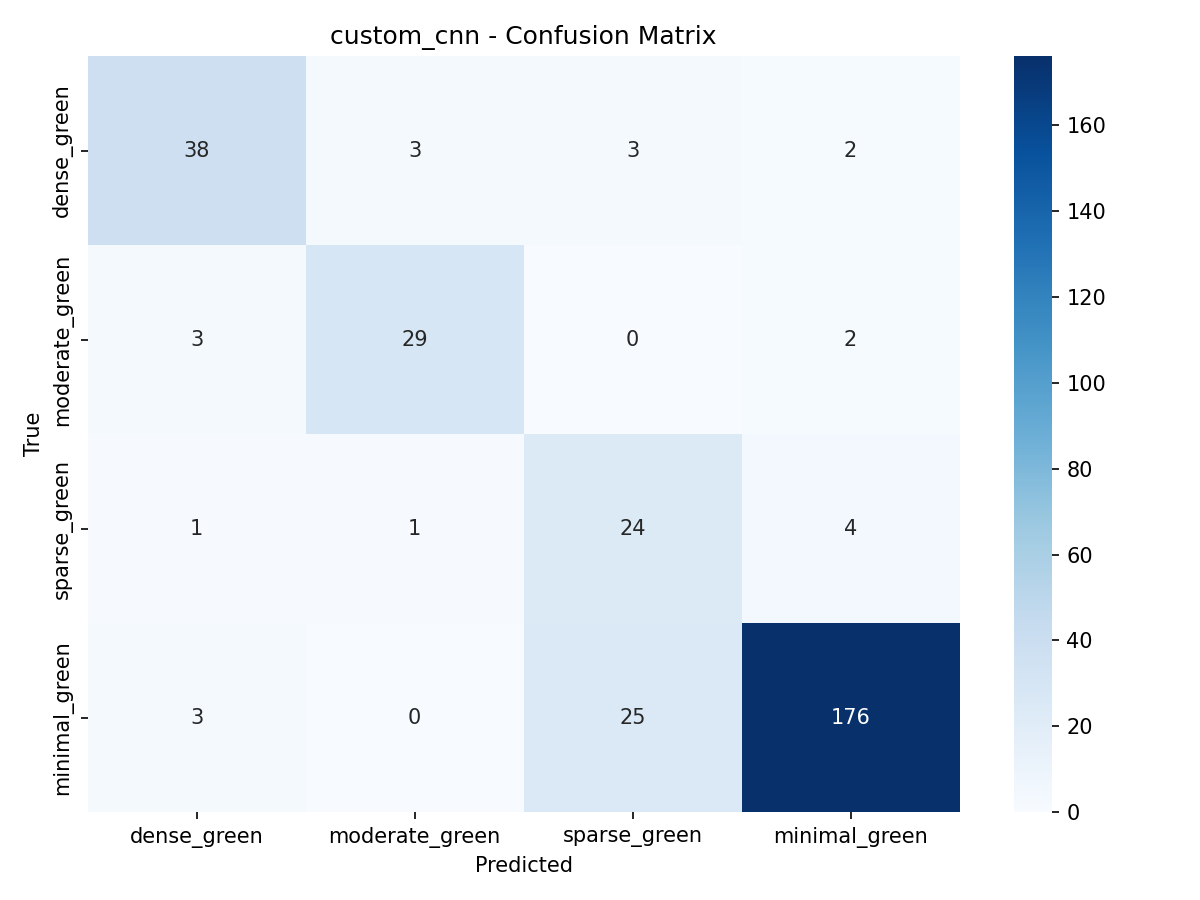 custom_cnn - Confusion Matrix
True
dense_green
38
3
3
2
moderate_green
3
29
0
2
sparse_green
1
1
24
4
minimal_green
3
0
25
176
dense_green
moderate_green
sparse_green
minimal_green
Predicted
160
140
120
100
80
60
40
20
0